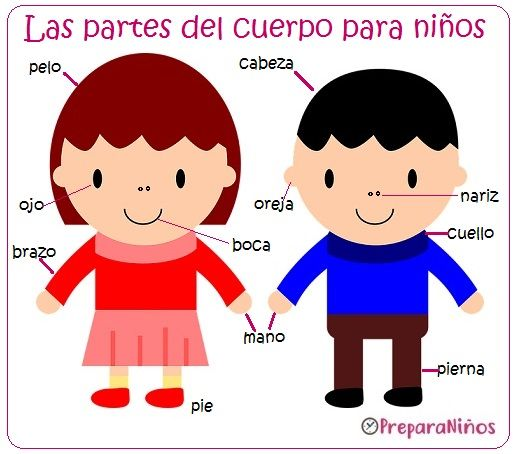 Las partes del cuerpo para niños
pelo
cabeza
ojo
oreja
nariz
brazo
boca
cuello
mano
pierna
pie
PreparaNiños